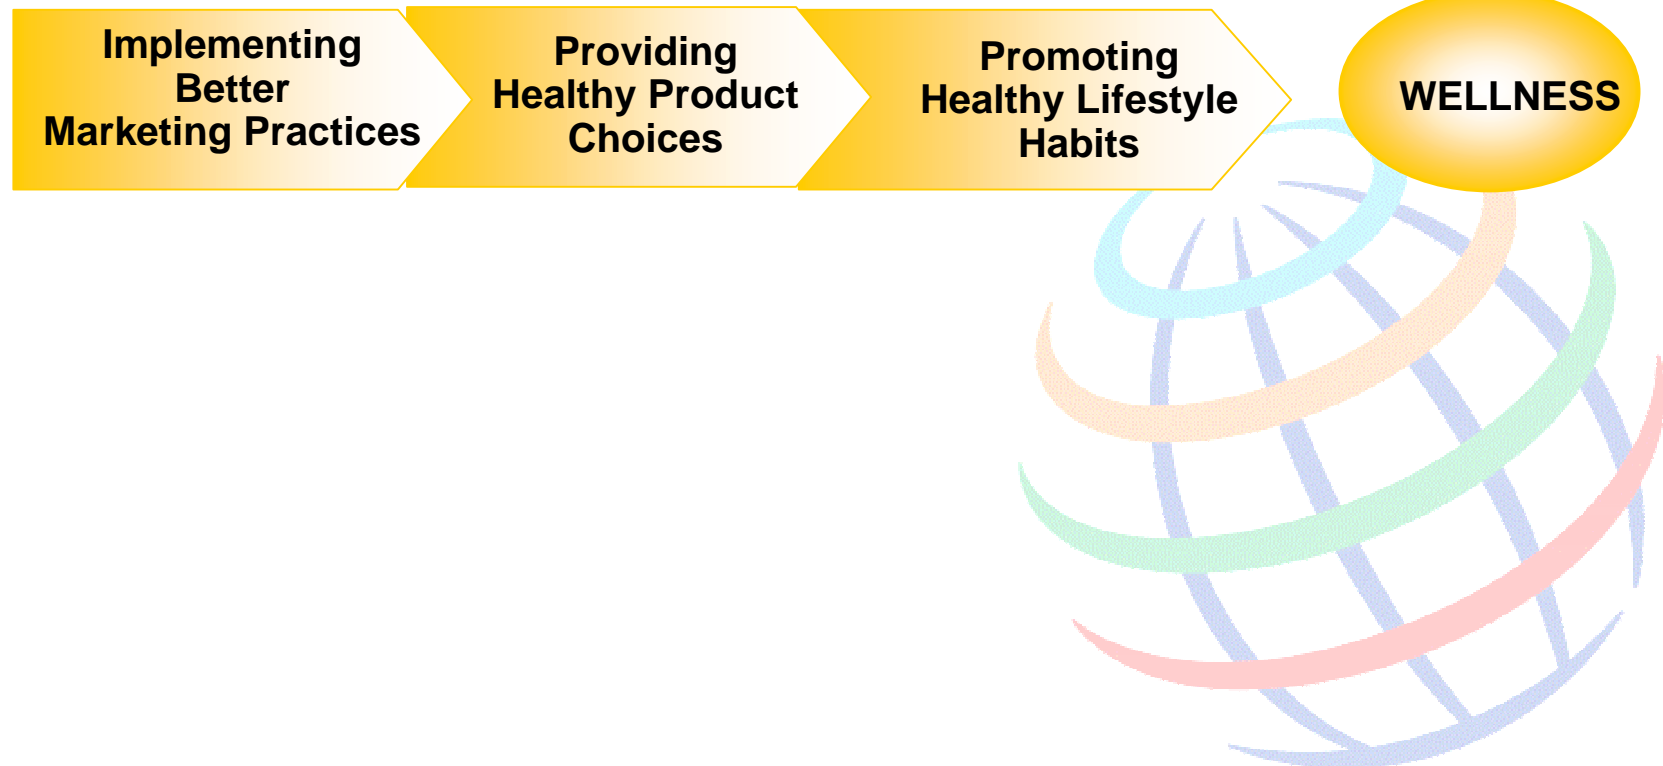 Implementing
Better
Marketing Practices
Providing
Healthy Product
Choices
Promoting
Healthy Lifestyle
Habits
WELLNESS